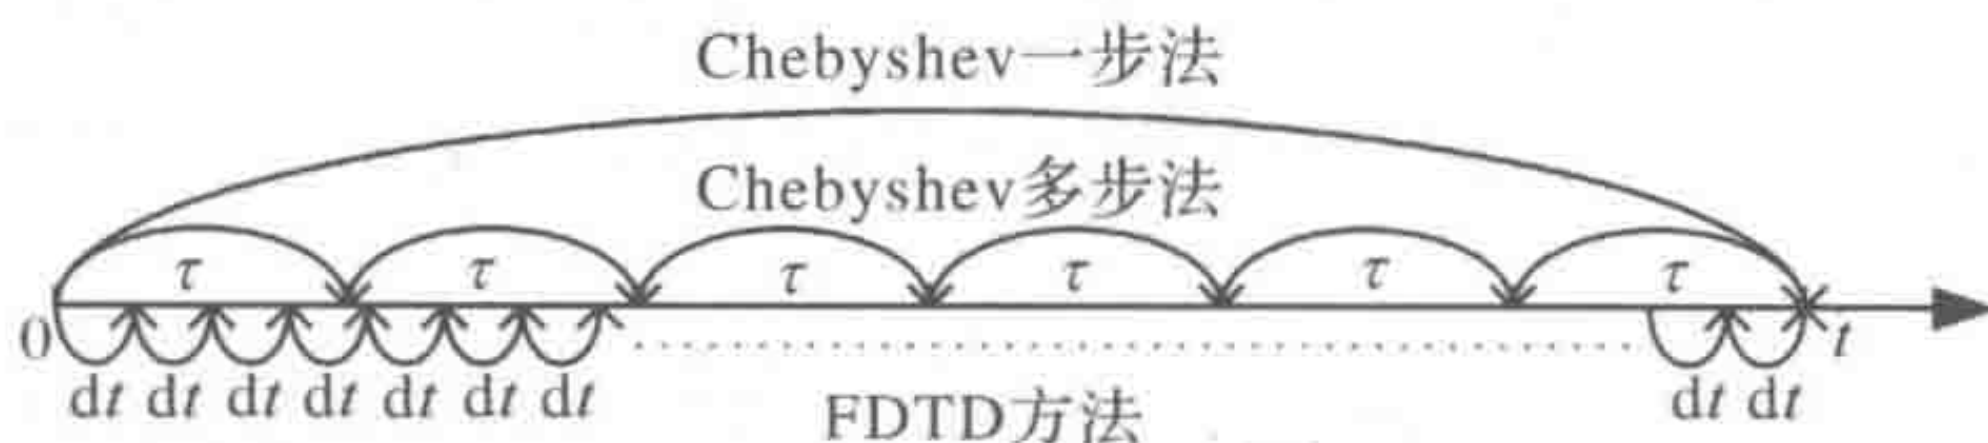 Chebyshev一步法
Chebyshev多步法
τ τ τ τ τ τ
0 t
dt dt dt dt dt dt dt dt dt
FDTD方法